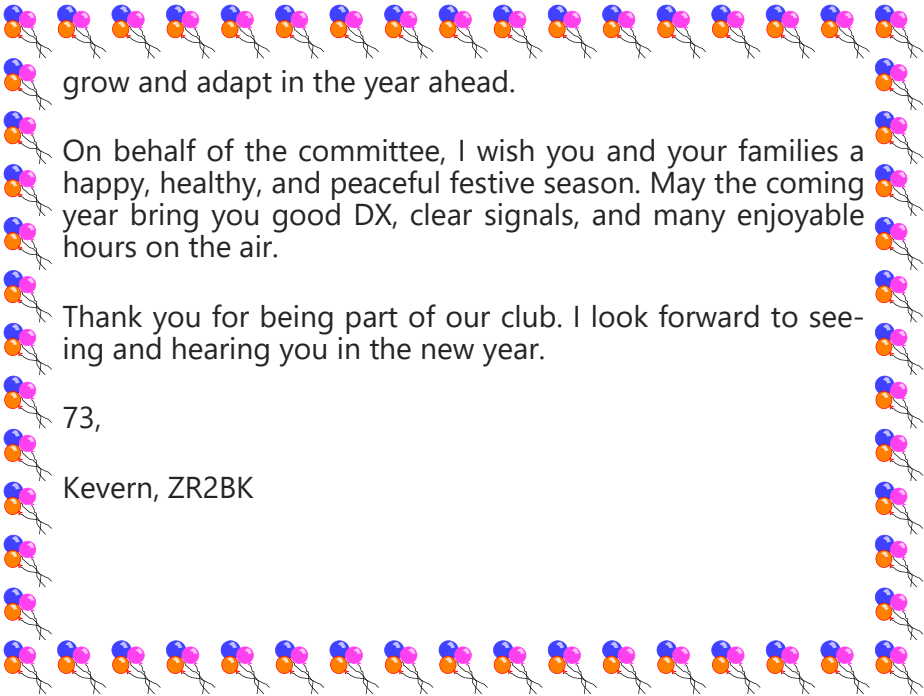 grow and adapt in the year ahead.
On behalf of the committee, I wish you and your families a
happy, healthy, and peaceful festive season. May the coming
year bring you good DX, clear signals, and many enjoyable
hours on the air.
Thank you for being part of our club. I look forward to see-
ing and hearing you in the new year.
73,
Kevern, ZR2BK